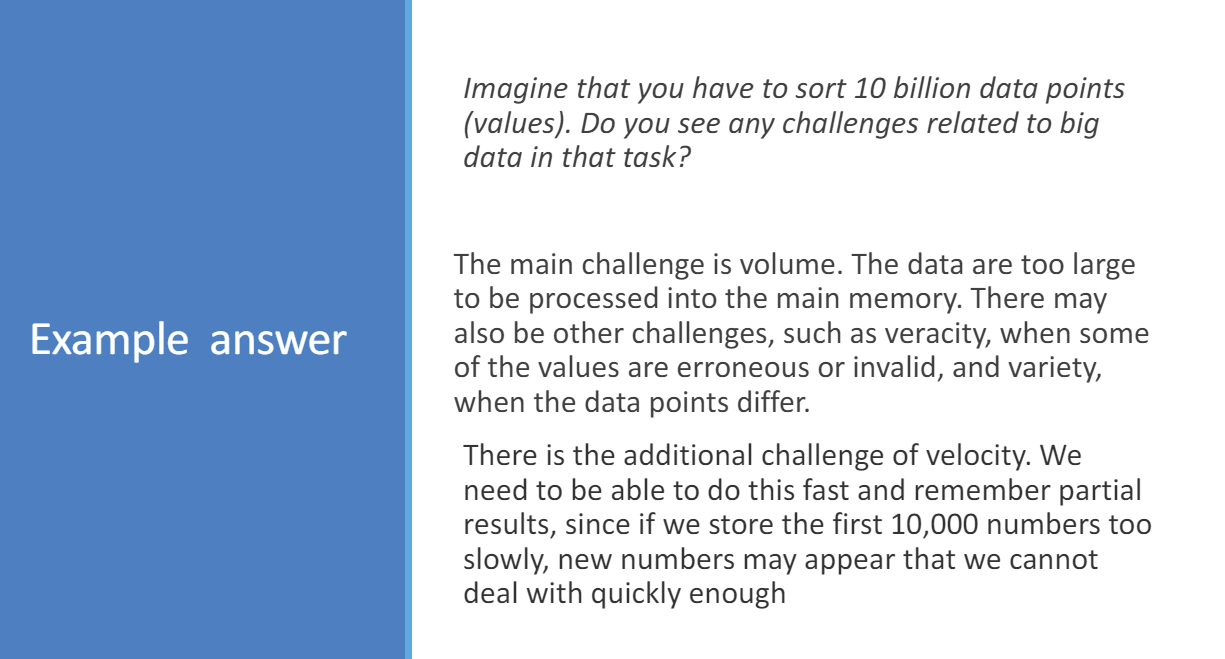 Example answer
Imagine that you have to sort 10 billion data points
(values). Do you see any challenges related to big
data in that task?
The main challenge is volume. The data are too large
to be processed into the main memory. There may
also be other challenges, such as veracity, when some
of the values are erroneous or invalid, and variety,
when the data points differ.
There is the additional challenge of velocity. We
need to be able to do this fast and remember partial
results, since if we store the first 10,000 numbers too
slowly, new numbers may appear that we cannot
deal with quickly enough